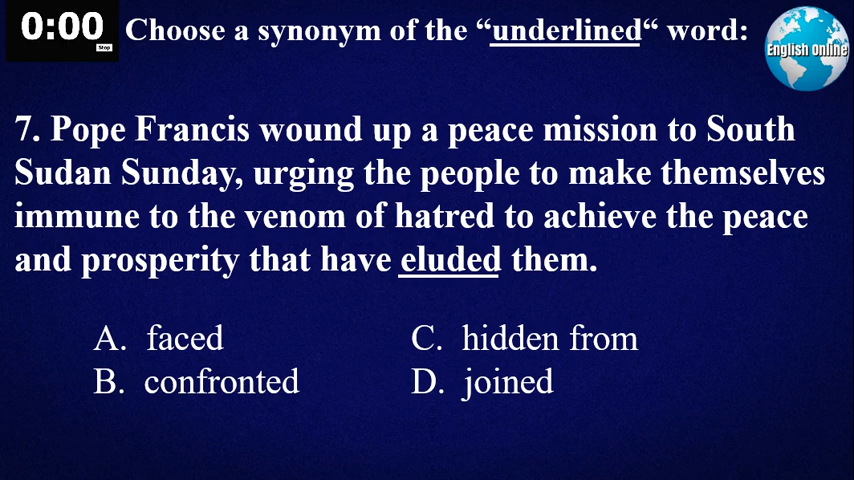 0:00
Stop
Choose a synonym of the “underlined“ word:
English Online
7. Pope Francis wound up a peace mission to South
Sudan Sunday, urging the people to make themselves
immune to the venom of hatred to achieve the peace
and prosperity that have eluded them.
A. faced
B. confronted
C. hidden from
D. joined